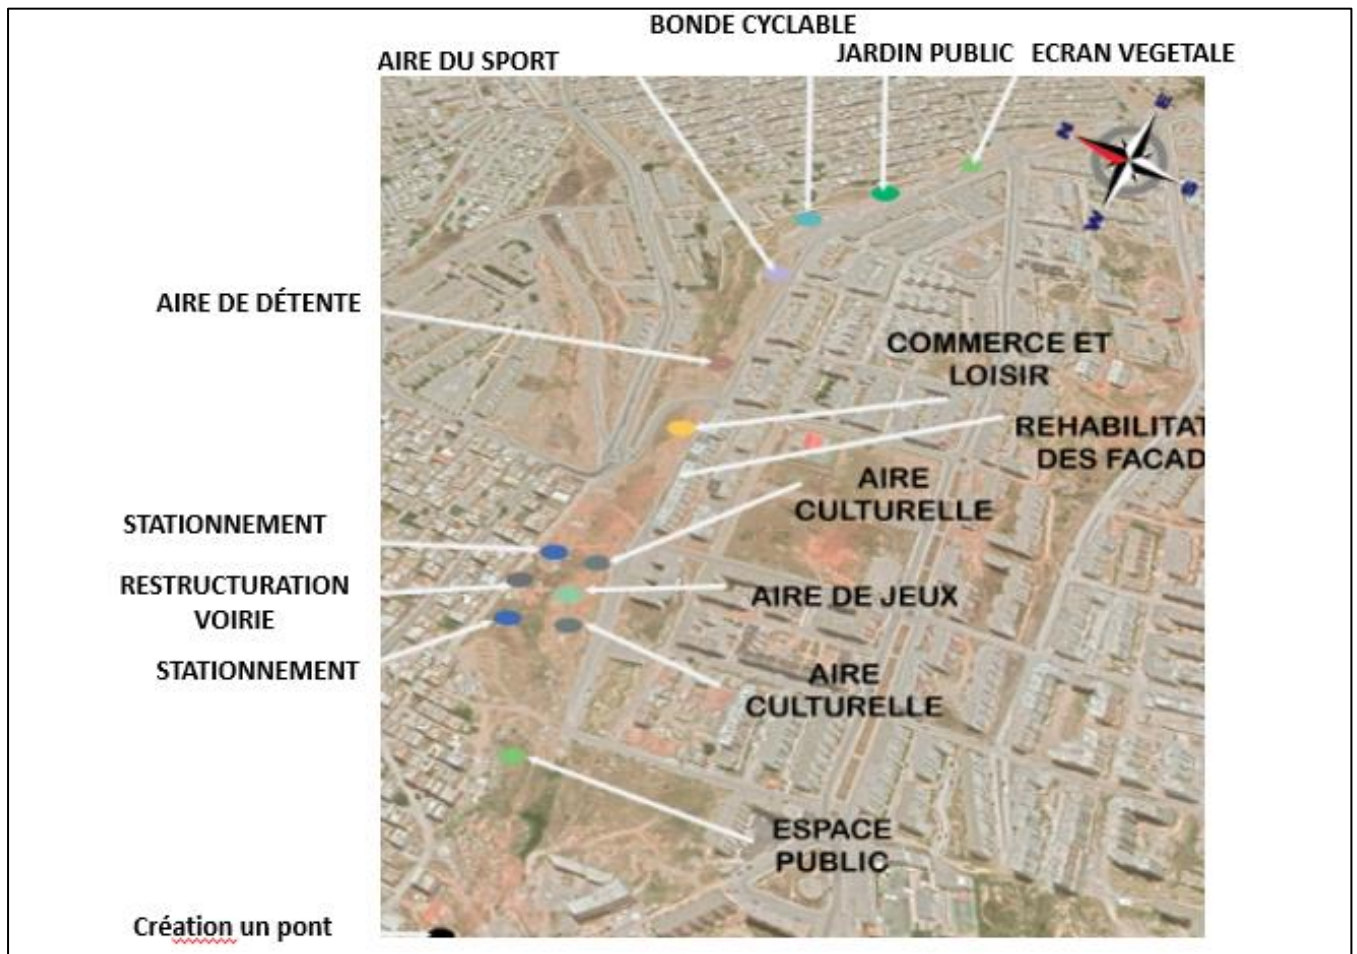 BONDE CYCLABLE
AIRE DU SPORT
JARDIN PUBLIC
ECRAN VEGETALE
N
E
S
W
AIRE DE DÉTENTE
COMMERCE ET
LOISIR
REHABILITAT
DES FACAD
AIRE
CULTURELLE
STATIONNEMENT
RESTRUCTURATION
VOIRIE
AIRE DE JEUX
STATIONNEMENT
AIRE
CULTURELLE
ESPACE
PUBLIC
Création un pont